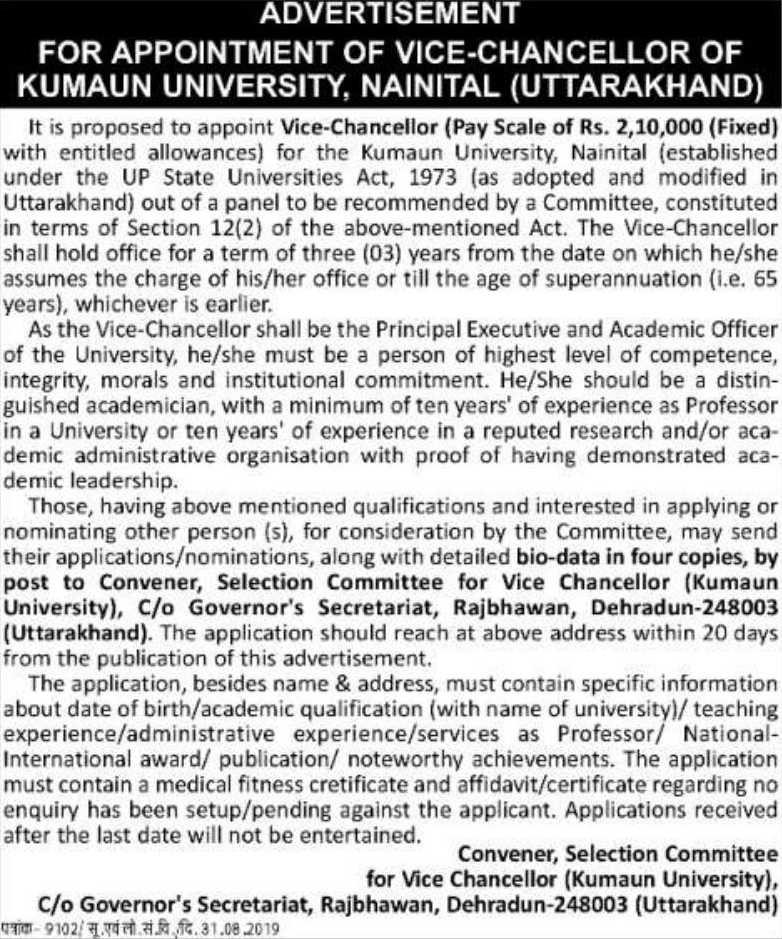 ADVERTISEMENT
FOR APPOINTMENT OF VICE-CHANCELLOR OF
KUMAUN UNIVERSITY, NAINITAL (UTTARAKHAND)
It is proposed to appoint Vice-Chancellor (Pay Scale of Rs. 2,10,000 (Fixed)
with entitled allowances) for the Kumaun University, Nainital (established
under the UP State Universities Act, 1973 (as adopted and modified in
Uttarakhand) out of a panel to be recommended by a Committee, constituted
in terms of Section 12(2) of the above-mentioned Act. The Vice-Chancellor
shall hold office for a term of three (03) years from the date on which he/she
assumes the charge of his/her office or till the age of superannuation (i.e. 65
years), whichever is earlier.
As the Vice-Chancellor shall be the Principal Executive and Academic Officer
of the University, he/she must be a person of highest level of competence,
integrity, morals and institutional commitment. He/She should be a distin-
guished academician, with a minimum of ten years' of experience as Professor
in a University or ten years' of experience in a reputed research and/or aca-
demic administrative organisation with proof of having demonstrated aca-
demic leadership.
Those, having above mentioned qualifications and interested in applying or
nominating other person (s), for consideration by the Committee, may send
their applications/nominations, along with detailed bio-data in four copies, by
post to Convener, Selection Committee for Vice Chancellor (Kumaun
University), C/o Governor's Secretariat, Rajbhawan, Dehradun-248003
(Uttarakhand). The application should reach at above address within 20 days
from the publication of this advertisement.
The application, besides name & address, must contain specific information
about date of birth/academic qualification (with name of university)/ teaching
experience/administrative experience/services as Professor/ National-
International award/ publication/ noteworthy achievements. The application
must contain a medical fitness cretificate and affidavit/certificate regarding no
enquiry has been setup/pending against the applicant. Applications received
after the last date will not be entertained.
Convener, Selection Committee
for Vice Chancellor (Kumaun University),
C/o Governor's Secretariat, Rajbhawan, Dehradun-248003 (Uttarakhand)
पत्रांक- 9102/ सू.एवं लो.सं.वि./दि. 31.08.2019